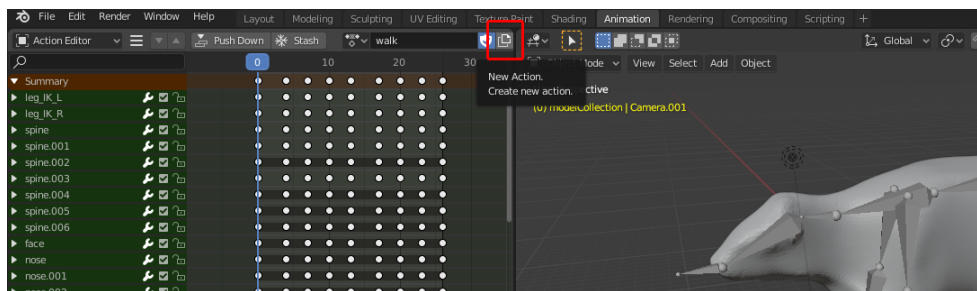 File Edit Render Window Help Layout Modeling Sculpting UV Editing Texture Paint Shading Animation Rendering Compositing Scripting +
Action Editor Push Down Stash walk Global
0 10 20 30 View Select Add Object
Summary
New Action.
Create new action.
leg_IK_L
(0) modelCollection | Camera.001
leg_IK_R
spine
spine.001
spine.002
spine.003
spine.004
spine.005
spine.006
face
nose
nose.001